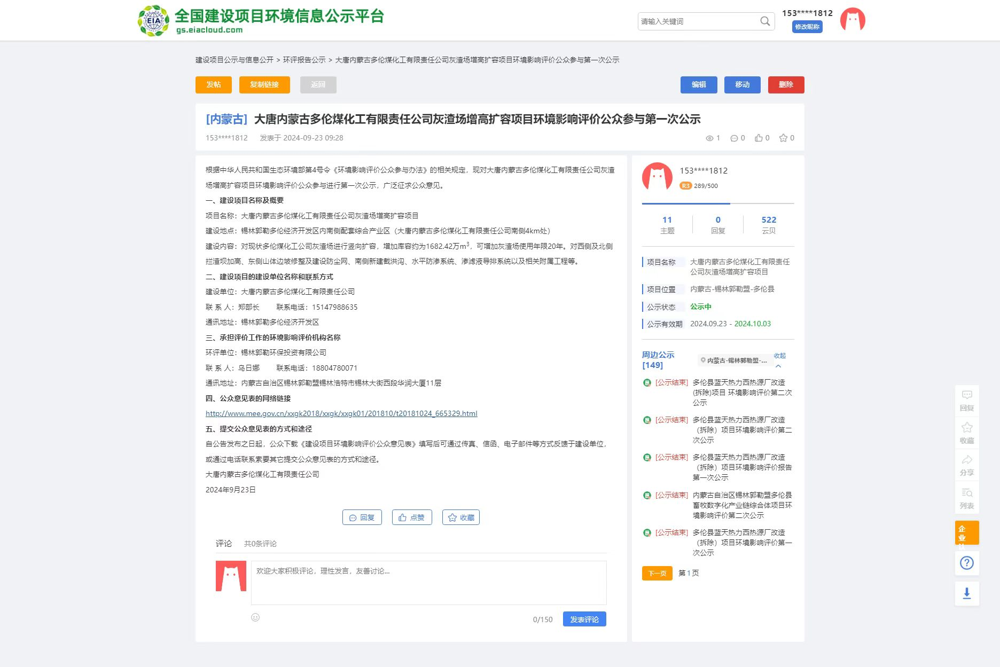 EIA
全国建设项目环境信息公示平台
gs.eiacloud.com
请输入关键词
153****1812
修改昵称
建设项目公示与信息公开 > 环评报告公示 > 大唐内蒙古多伦煤化工有限责任公司灰渣场增高扩容项目环境影响评价公众参与第一次公示
发帖 复制链接 返回 编辑 移动 删除
[内蒙古] 大唐内蒙古多伦煤化工有限责任公司灰渣场增高扩容项目环境影响评价公众参与第一次公示
153****1812 发表于 2024-09-23 09:28 1 0 0 0
根据中华人民共和国生态环境部第4号令《环境影响评价公众参与办法》的相关规定，现对大唐内蒙古多伦煤化工有限责任公司灰渣
场增高扩容项目环境影响评价公众参与进行第一次公示，广泛征求公众意见。
一、建设项目名称及概要
项目名称：大唐内蒙古多伦煤化工有限责任公司灰渣场增高扩容项目
建设地点：锡林郭勒多伦经济开发区内南侧配套综合产业区（大唐内蒙古多伦煤化工有限责任公司南侧4km处）
建设内容：对现状多伦煤化工公司灰渣场进行竖向扩容，增加库容约为1682.42万m³，可增加灰渣场使用年限20年。对西侧及北侧
拦渣坝加高、东侧山体边坡修整及建设防尘网、南侧新建截洪沟、水平防渗系统、渗滤液导排系统以及相关附属工程等。
二、建设项目的建设单位名称和联系方式
建设单位：大唐内蒙古多伦煤化工有限责任公司
联 系 人：郑部长 联系电话：15147988635
通讯地址：锡林郭勒多伦经济开发区
三、承担评价工作的环境影响评价机构名称
环评单位：锡林郭勒环保投资有限公司
联 系 人：乌日娜 联系电话：18804780071
通讯地址：内蒙古自治区锡林郭勒盟锡林浩特市锡林大街西段华润大厦11层
四、公众意见表的网络链接
http://www.mee.gov.cn/xxgk2018/xxgk/xxgk01/201810/t20181024_665329.html
五、提交公众意见表的方式和途径
自公告发布之日起，公众下载《建设项目环境影响评价公众意见表》填写后可通过传真、信函、电子邮件等方式反馈于建设单位，
或通过电话联系索要其它提交公众意见表的方式和途径。
大唐内蒙古多伦煤化工有限责任公司
2024年9月23日
回复 点赞 收藏
评论 共0条评论
欢迎大家积极评论，理性发言，友善讨论...
0/150 发表评论
153****1812
R3 289/500
11 0 522
主题 回复 云贝
项目名称 大唐内蒙古多伦煤化工有限责任
公司灰渣场增高扩容项目
项目位置 内蒙古-锡林郭勒盟-多伦县
公示状态 公示中
公示有效期 2024.09.23 - 2024.10.03
周边公示
[149]
内蒙古-锡林郭勒盟-...
收起
[公示结束] 多伦县蓝天热力西热源厂改造
(拆除)项目 环境影响评价第二次
公示
[公示结束] 多伦县蓝天热力西热源厂改造
（拆除）项目环境影响评价第二
次公示
[公示结束] 多伦县蓝天热力西热源厂改造
（拆除）项目环境影响评价报告
第一次公示
[公示结束] 内蒙古自治区锡林郭勒盟多伦县
畜牧数字化产业链综合体项目环
境影响评价第二次公示
[公示结束] 多伦县蓝天热力西热源厂改造
（拆除）项目环境影响评价第一
次公示
下一页 第1页
回复
收藏
分享
列表
企
业